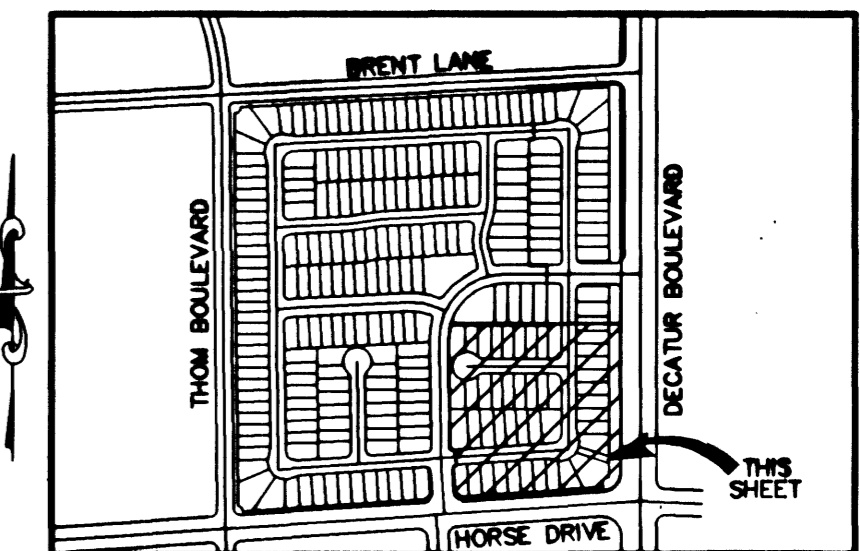 BRENT LANE
THOM BOULEVARD
DECATUR BOULEVARD
THIS
SHEET
HORSE DRIVE